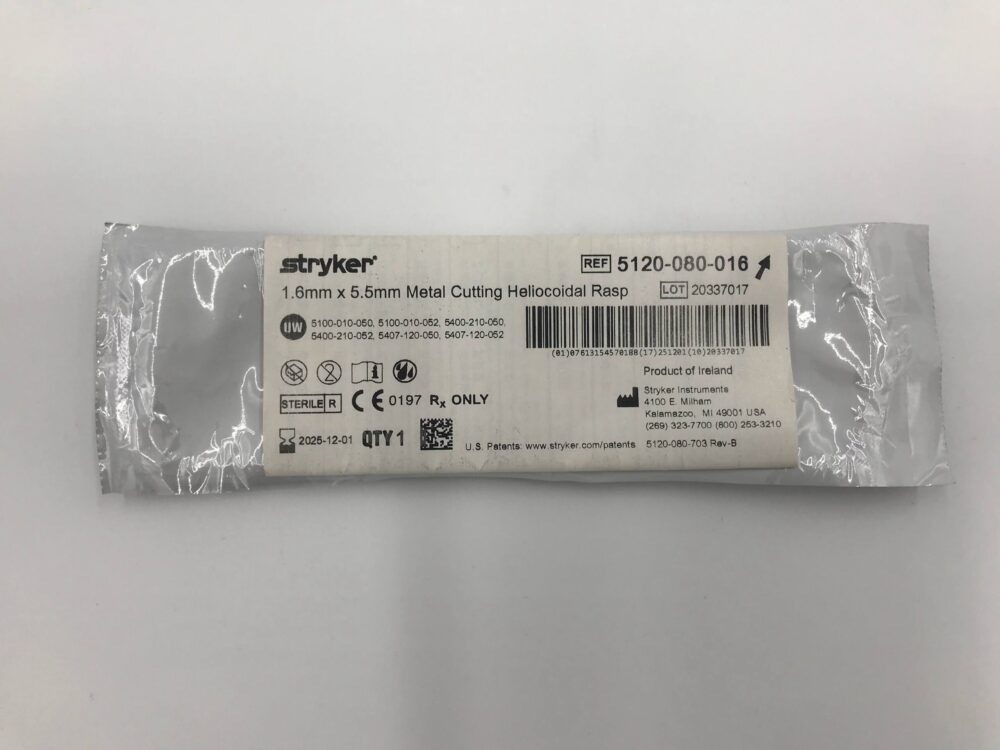 stryker®
REF 5120-080-016
1.6mm x 5.5mm Metal Cutting Heliocoidal Rasp
LOT 20337017
UW 5100-010-050, 5100-010-052, 5400-210-050,
5400-210-052, 5407-120-050, 5407-120-052
(01)07613154570188(17)251201(10)20337017
2
i
STERILE R CE 0197 Rx ONLY
2025-12-01 QTY 1
Product of Ireland
Stryker Instruments
4100 E. Milham
Kalamazoo, MI 49001 USA
(269) 323-7700 (800) 253-3210
U.S. Patents: www.stryker.com/patents 5120-080-703 Rev-B